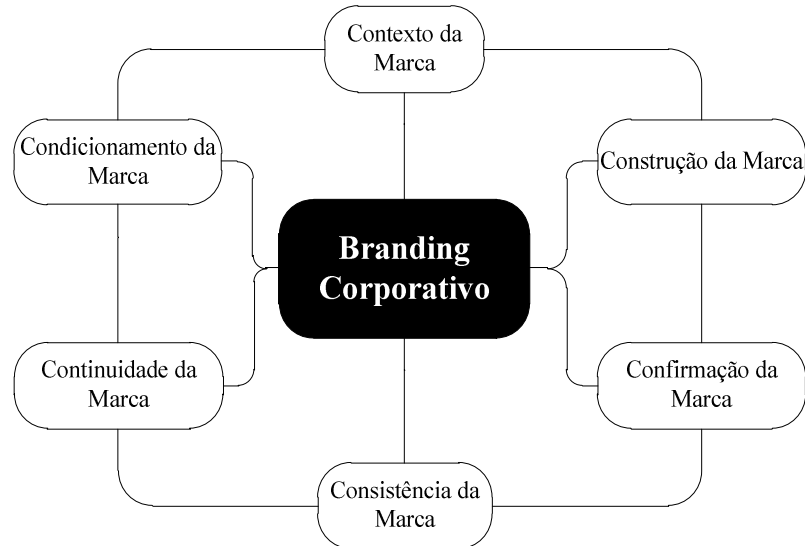 Contexto da
Marca
Condicionamento da
Marca
Construção da Marca
Branding
Corporativo
Continuidade da
Marca
Confirmação da
Marca
Consistência da
Marca